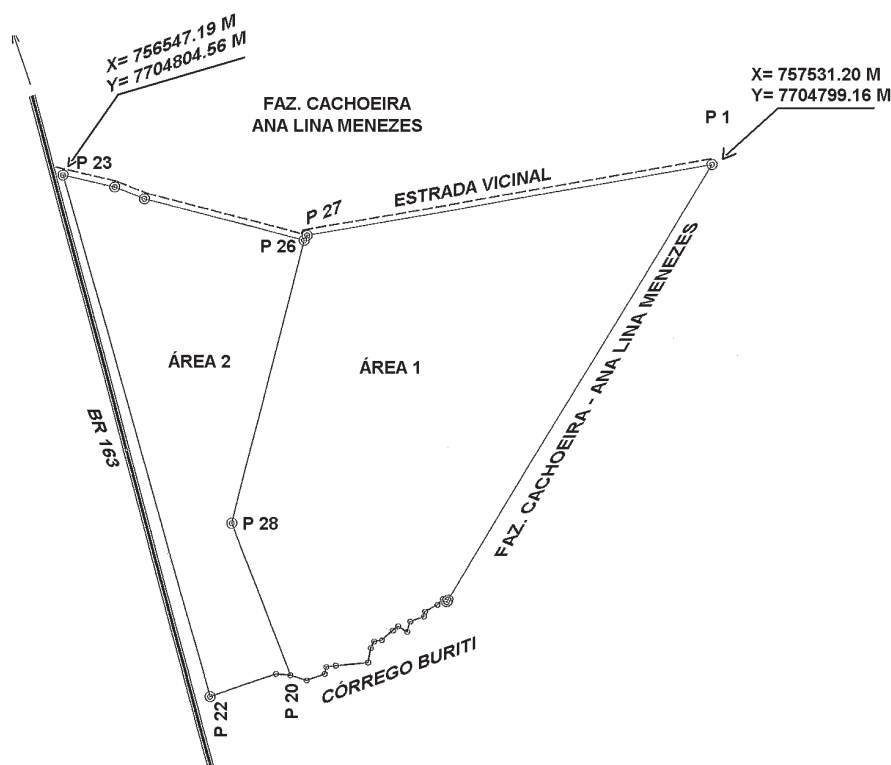 X= 756547.19 M
Y= 7704804.56 M
FAZ. CACHOEIRA
ANA LINA MENEZES
X= 757531.20 M
Y= 7704799.16 M
P 1
P 23
ESTRADA VICINAL
P 27
P 26
ÁREA 2
ÁREA 1
FAZ. CACHOEIRA - ANA LINA MENEZES
BR 163
P 28
CÓRREGO BURITI
P 20
P 22